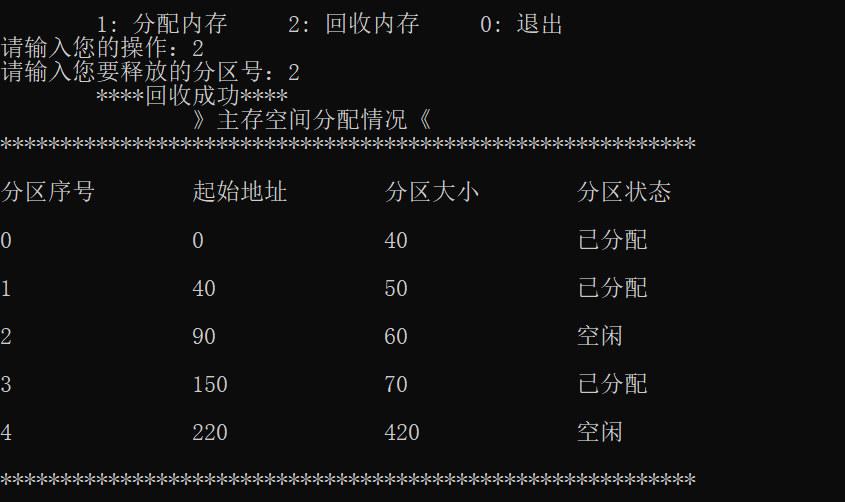 1: 分配内存 2: 回收内存 0: 退出
请输入您的操作: 2
请输入您要释放的分区号: 2
****回收成功****
》主存空间分配情况《
**********************************************************
分区序号 起始地址 分区大小 分区状态
0 0 40 已分配
1 40 50 已分配
2 90 60 空闲
3 150 70 已分配
4 220 420 空闲
**********************************************************